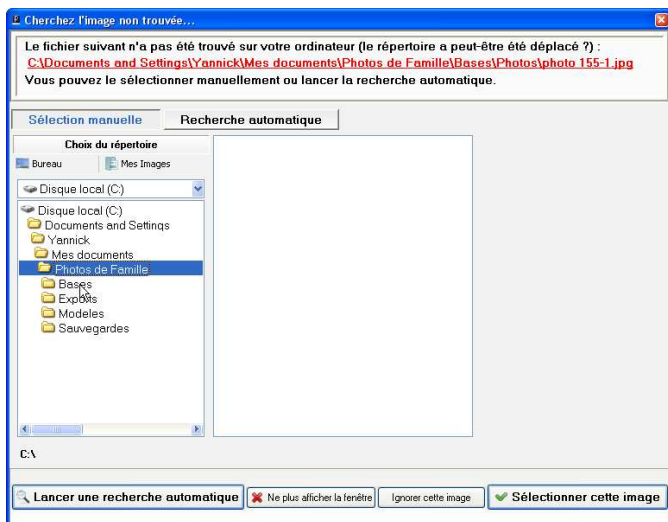 Cherchez l'image non trouvée...
Le fichier suivant n'a pas été trouvé sur votre ordinateur (le répertoire a peut-être été déplacé ?) :
C:\Documents and Settings\Yannick\Mes documents\Photos de Famille\Bases\Photos\photo 155-1.jpg
Vous pouvez le sélectionner manuellement ou lancer la recherche automatique.
Sélection manuelle Recherche automatique
Choix du répertoire
Bureau Mes Images
Disque local (C:)
Disque local (C:)
Documents and Settings
Yannick
Mes documents
Photos de Famille
Bases
Exports
Modeles
Sauvegardes
C:\
Lancer une recherche automatique Ne plus afficher la fenêtre Ignorer cette image Sélectionner cette image